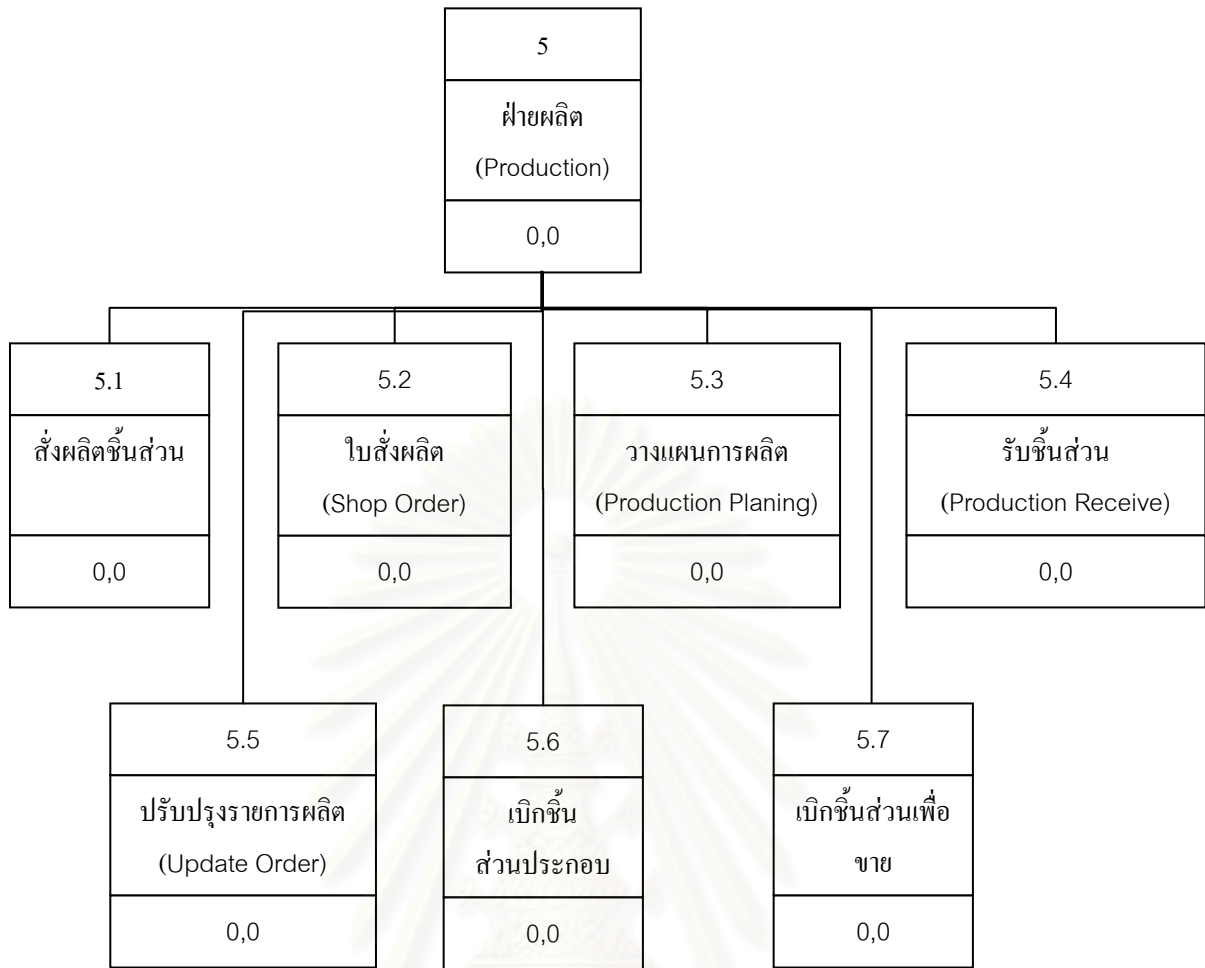 5
ฝ่ายผลิต
(Production)
0,0
5.1
สั่งผลิตชิ้นส่วน
0,0
5.2
ใบสั่งผลิต
(Shop Order)
0,0
5.3
วางแผนการผลิต
(Production Planing)
0,0
5.4
รับชิ้นส่วน
(Production Receive)
0,0
5.5
ปรับปรุงรายการผลิต
(Update Order)
0,0
5.6
เบิกชิ้น
ส่วนประกอบ
0,0
5.7
เบิกชิ้นส่วนเพื่อ
ขาย
0,0